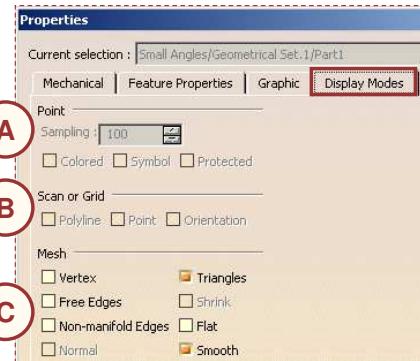 Properties
Current selection : Small Angles/Geometrical Set.1/Part1
Mechanical Feature Properties Graphic Display Modes
A
Point
Sampling : 100
Colored Symbol Protected
B
Scan or Grid
Polyline Point Orientation
C
Mesh
Vertex Triangles
Free Edges Shrink
Non-manifold Edges Flat
Normal Smooth